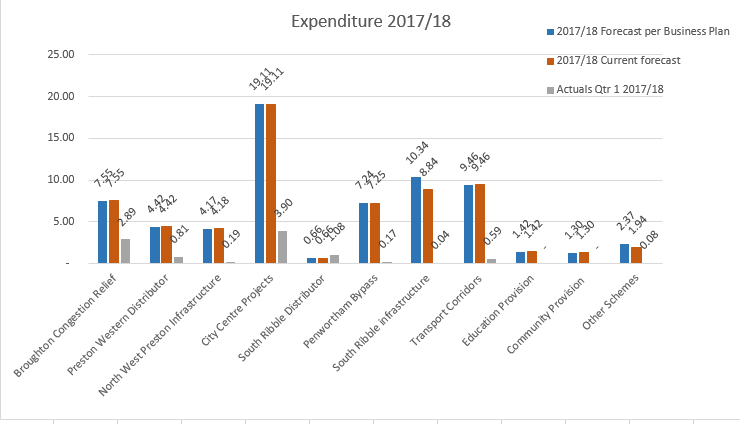 Expenditure 2017/18
2017/18 Forecast per Business Plan
2017/18 Current forecast
Actuals Qtr 1 2017/18
25.00
20.00
15.00
10.00
5.00
-
7.55
7.55
2.89
4.42
4.42
0.81
4.17
4.18
0.19
19.11
19.11
3.90
0.66
0.66
1.08
7.24
7.25
0.17
10.34
8.84
0.04
9.46
9.46
0.59
1.42
1.42
-
1.30
1.30
-
2.37
1.94
0.08
Broughton Congestion Relief
Preston Western Distributor
North West Preston Infrastructure
City Centre Projects
South Ribble Distributor
Penwortham Bypass
South Ribble infrastructure
Transport Corridors
Education Provision
Community Provision
Other Schemes